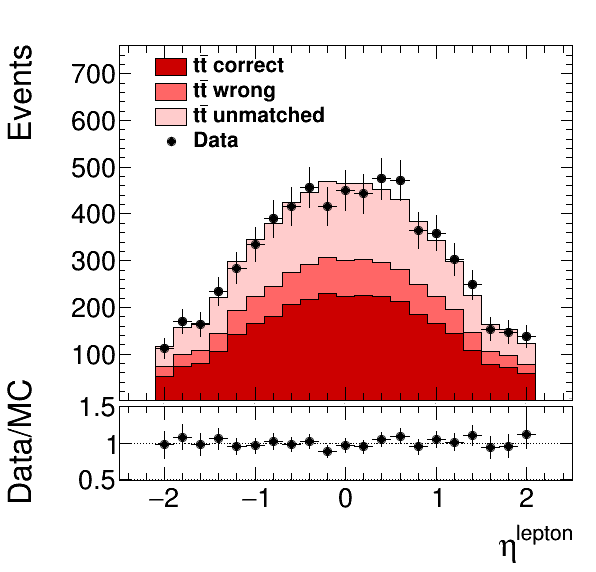 Events
700
600
500
400
300
200
100
tt̄ correct
tt̄ wrong
tt̄ unmatched
Data
Data/MC
1.5
1
0.5
−2 −1 0 1 2
η^lepton